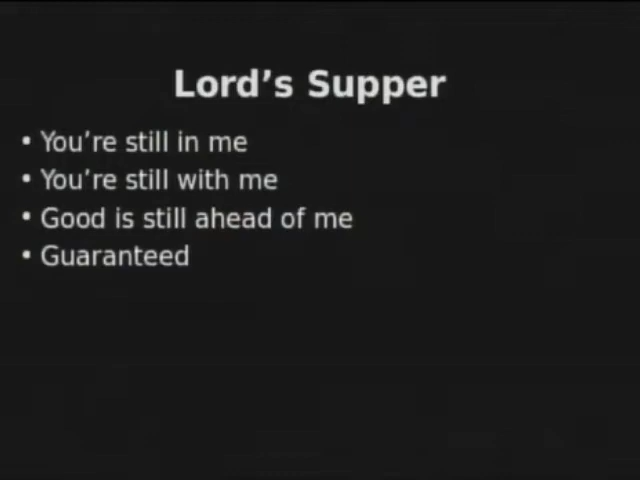 Lord’s Supper
• You’re still in me
• You’re still with me
• Good is still ahead of me
• Guaranteed